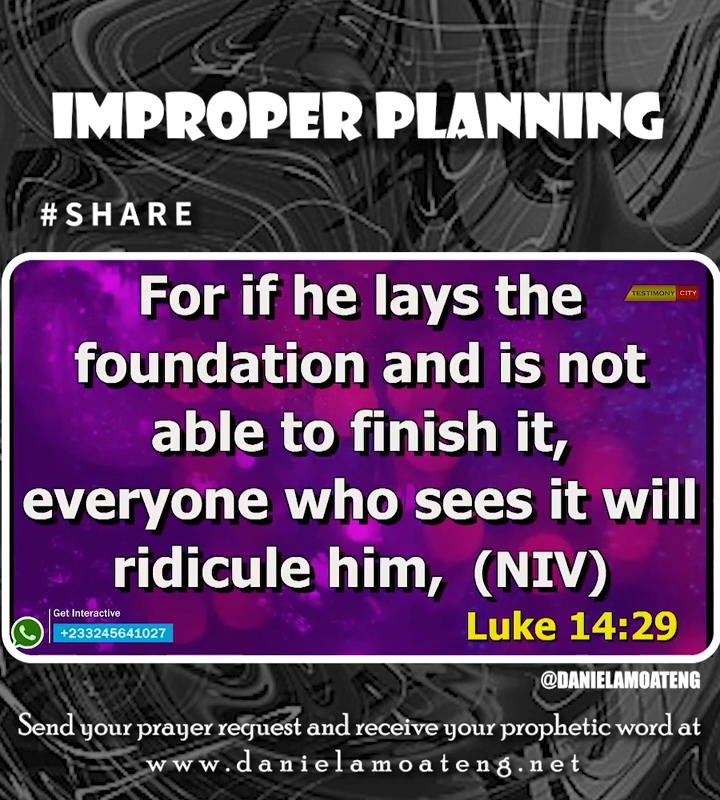 IMPROPER PLANNING
#SHARE
TESTIMONY CITY
For if he lays the
foundation and is not
able to finish it,
everyone who sees it will
ridicule him, (NIV)
Luke 14:29
Get Interactive
+233245641027
@DANIELAMOATENG
Send your prayer request and receive your prophetic word at
www.danielamoateng.net